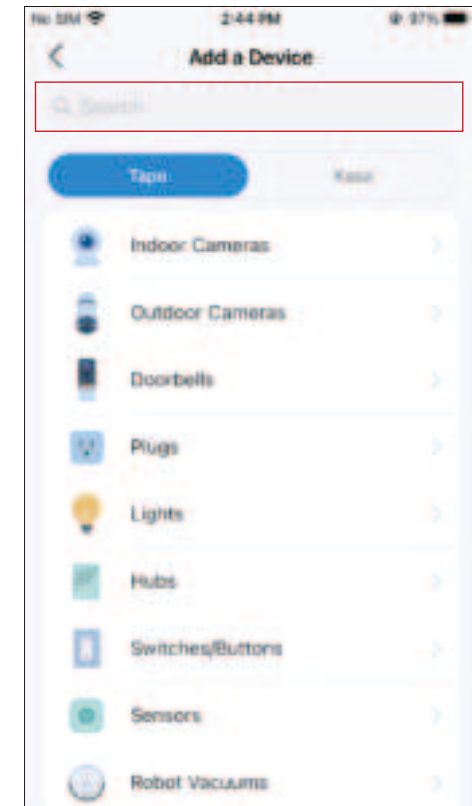 No SIM 2:44 PM 97%
Add a Device
Search
Tapo Kasa
Indoor Cameras
Outdoor Cameras
Doorbells
Plugs
Lights
Hubs
Switches/Buttons
Sensors
Robot Vacuums